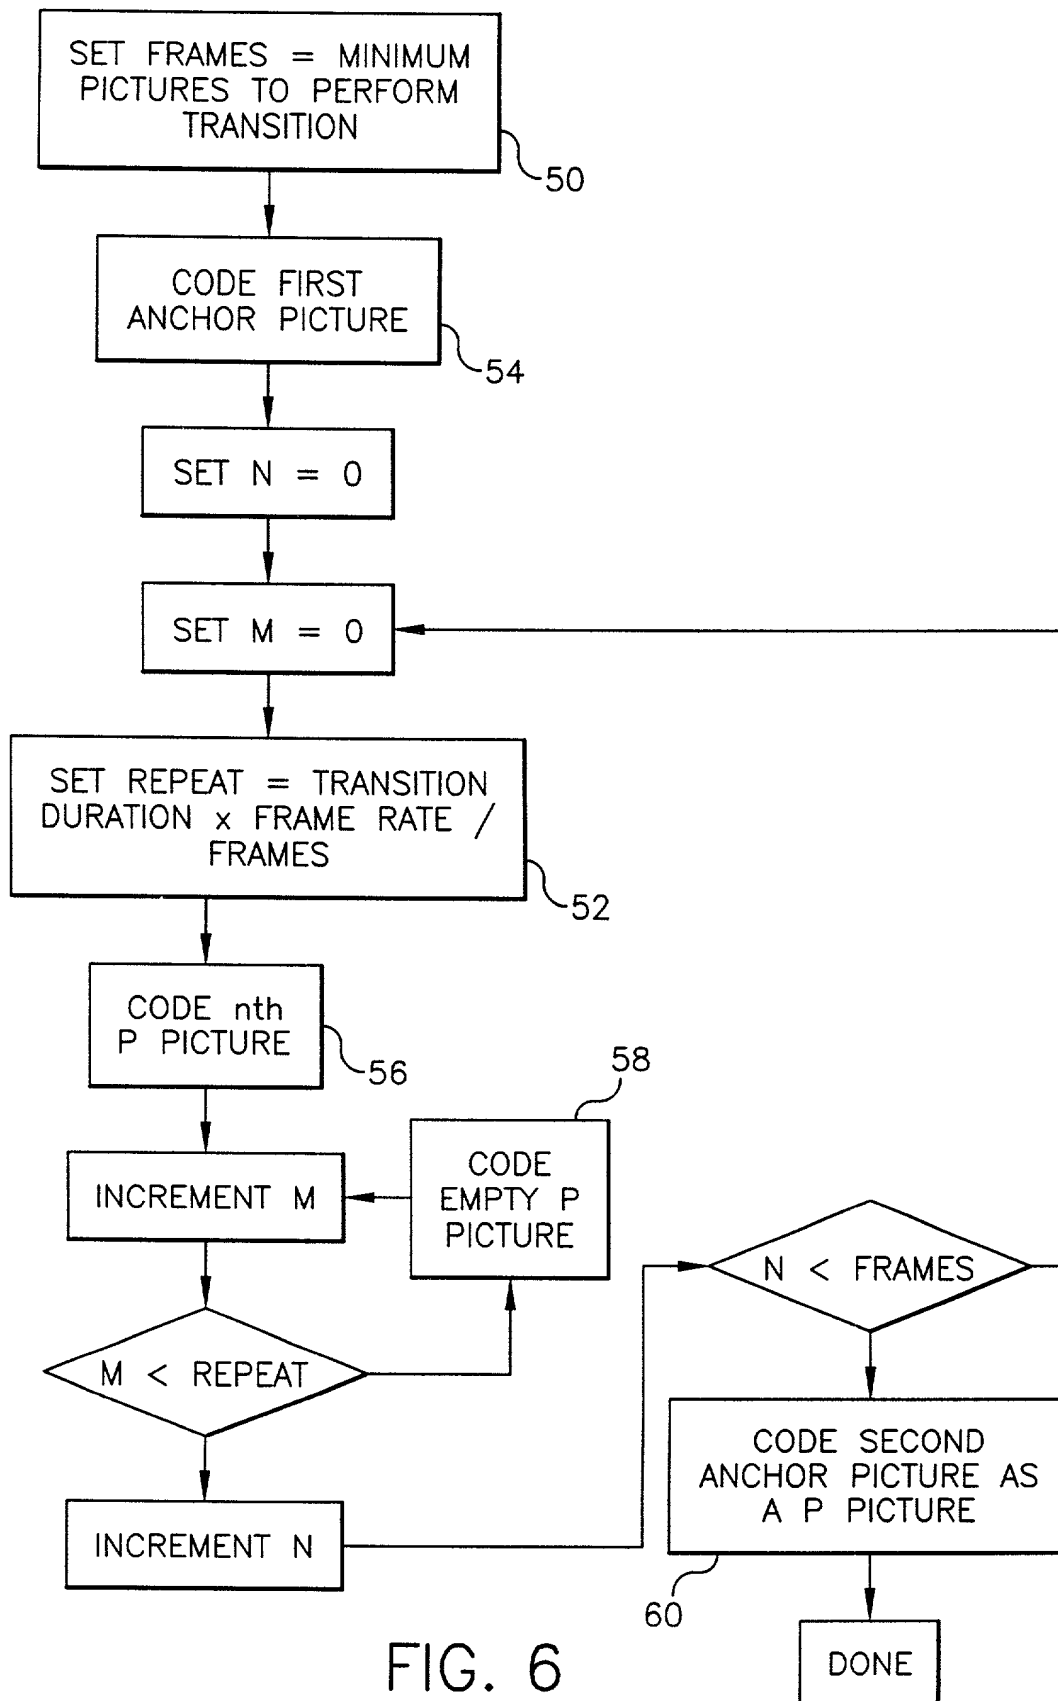 SET FRAMES = MINIMUM
PICTURES TO PERFORM
TRANSITION
50
CODE FIRST
ANCHOR PICTURE
54
SET N = 0
SET M = 0
SET REPEAT = TRANSITION
DURATION x FRAME RATE /
FRAMES
52
CODE nth
P PICTURE
56
58
CODE
EMPTY P
PICTURE
INCREMENT M
M < REPEAT
INCREMENT N
N < FRAMES
CODE SECOND
ANCHOR PICTURE AS
A P PICTURE
60
DONE
FIG. 6